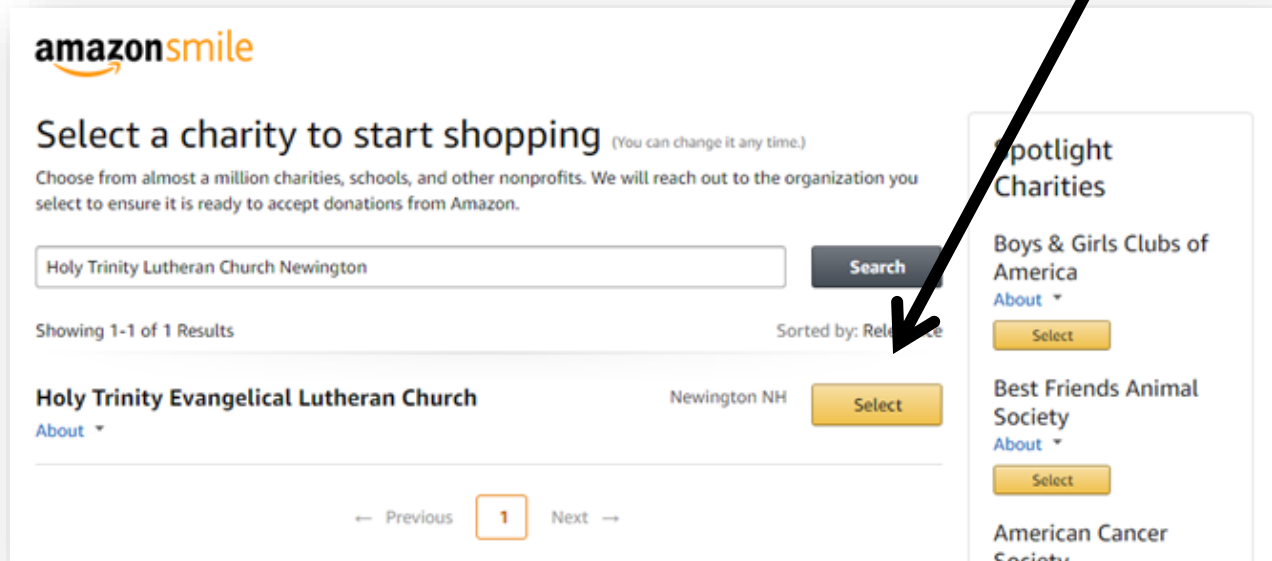 amazonsmile
Select a charity to start shopping (You can change it any time.)
Choose from almost a million charities, schools, and other nonprofits. We will reach out to the organization you
select to ensure it is ready to accept donations from Amazon.
Holy Trinity Lutheran Church Newington
Search
Showing 1-1 of 1 Results
Sorted by: Relevance
Holy Trinity Evangelical Lutheran Church
Newington NH
Select
About
← Previous 1 Next →
Spotlight
Charities
Boys & Girls Clubs of
America
About
Select
Best Friends Animal
Society
About
Select
American Cancer
Society